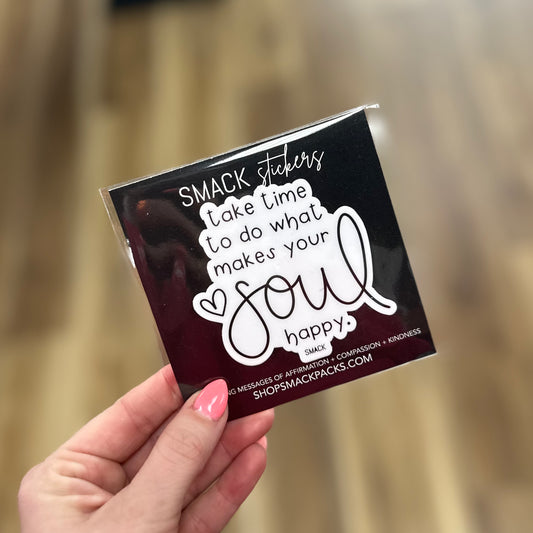 SMACK stickers
take time
to do what
makes your
soul
happy.
SMACK
MESSAGES OF AFFIRMATION + COMPASSION + KINDNESS
SHOPSMACKPACKS.COM